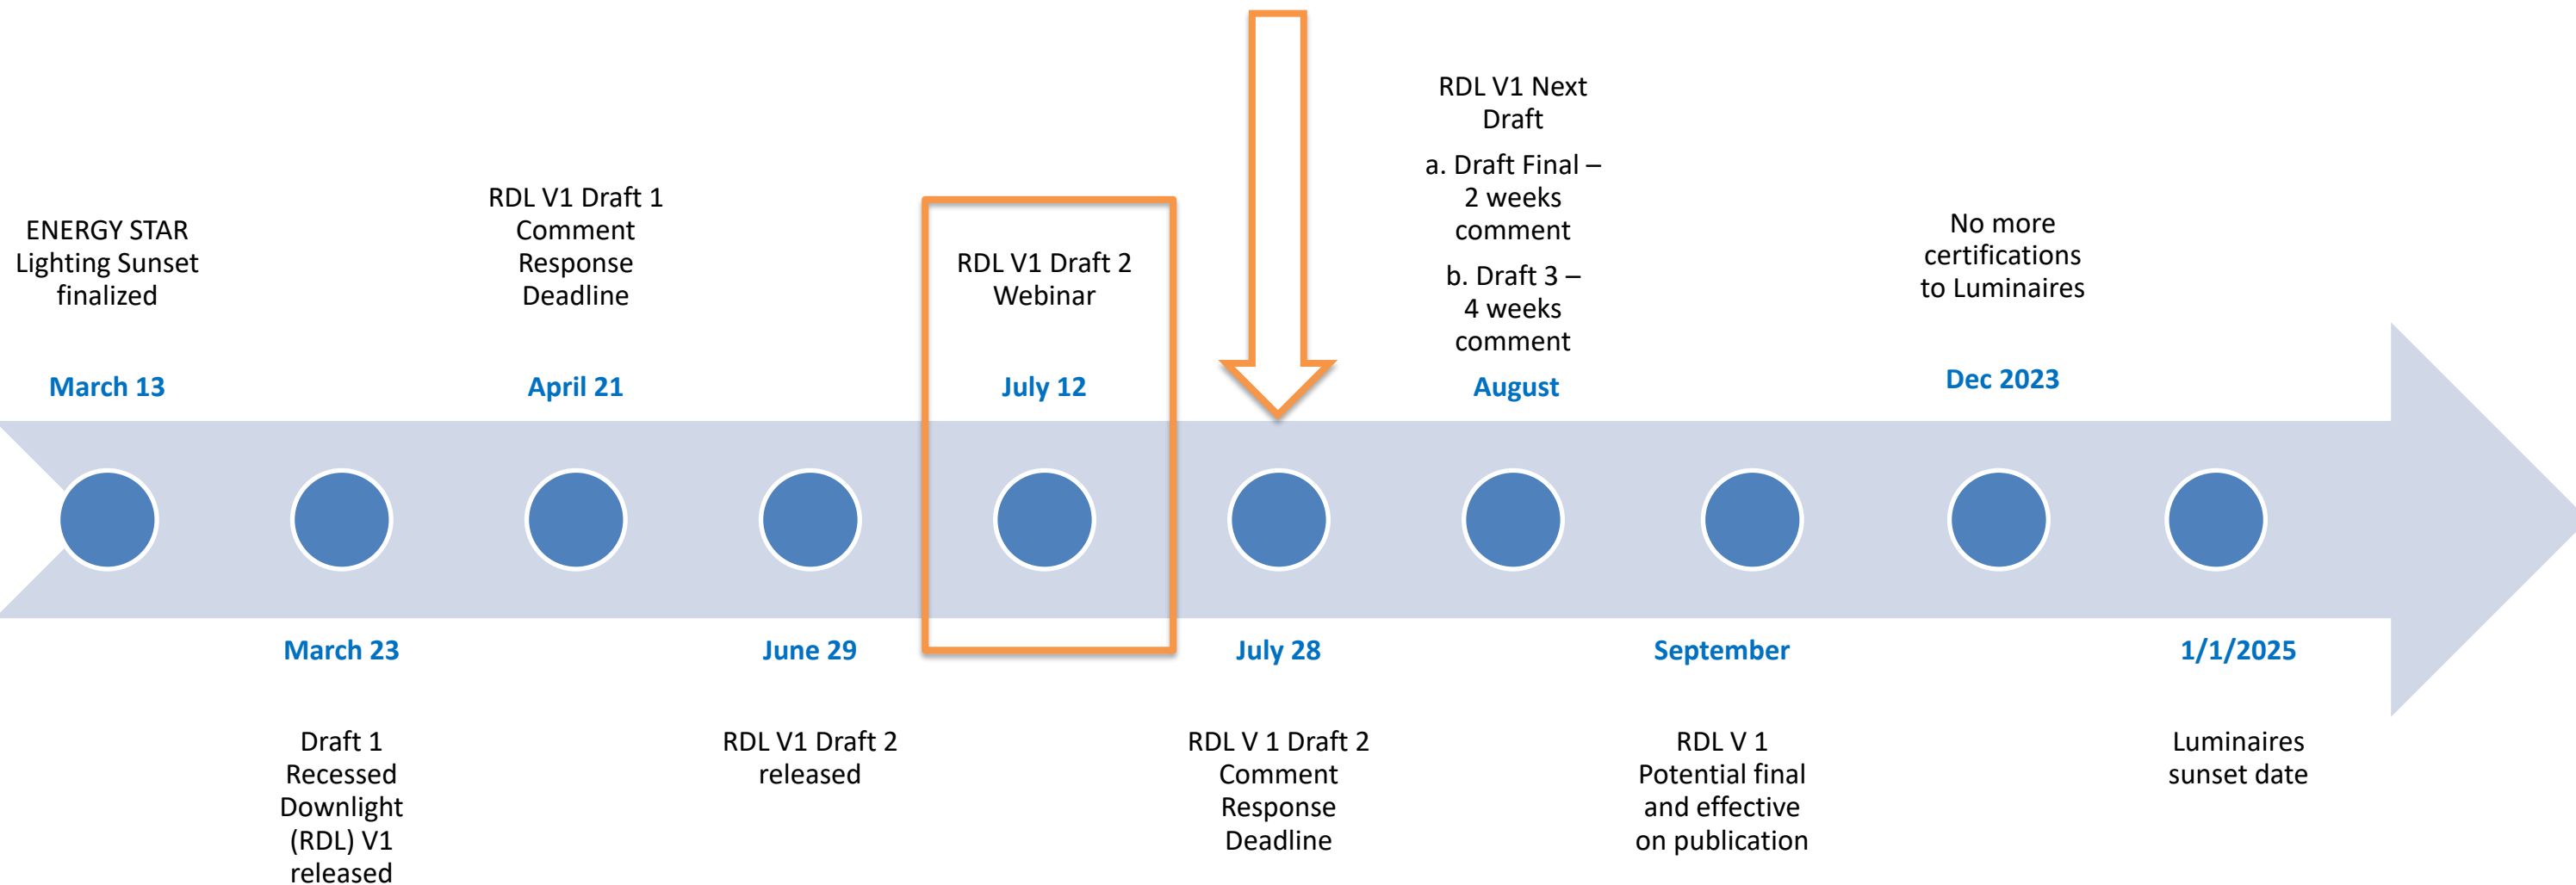 ENERGY STAR
Lighting Sunset
finalized
March 13
Draft 1
Recessed
Downlight
(RDL) V1
released
March 23
RDL V1 Draft 1
Comment
Response
Deadline
April 21
June 29
RDL V1 Draft 2
released
RDL V1 Draft 2
Webinar
July 12
July 28
RDL V 1 Draft 2
Comment
Response
Deadline
RDL V1 Next
Draft
a. Draft Final –
2 weeks
comment
b. Draft 3 –
4 weeks
comment
August
September
RDL V 1
Potential final
and effective
on publication
No more
certifications
to Luminaires
Dec 2023
1/1/2025
Luminaires
sunset date